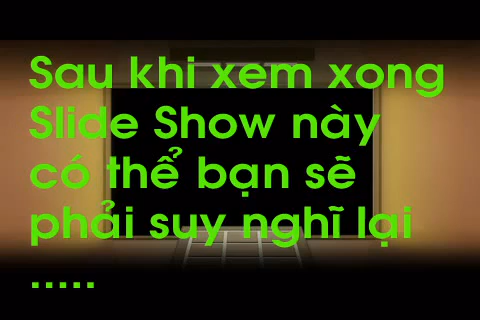 Sau khi xem xong
Slide Show này
có thể bạn sẽ
phải suy nghĩ lại
.....